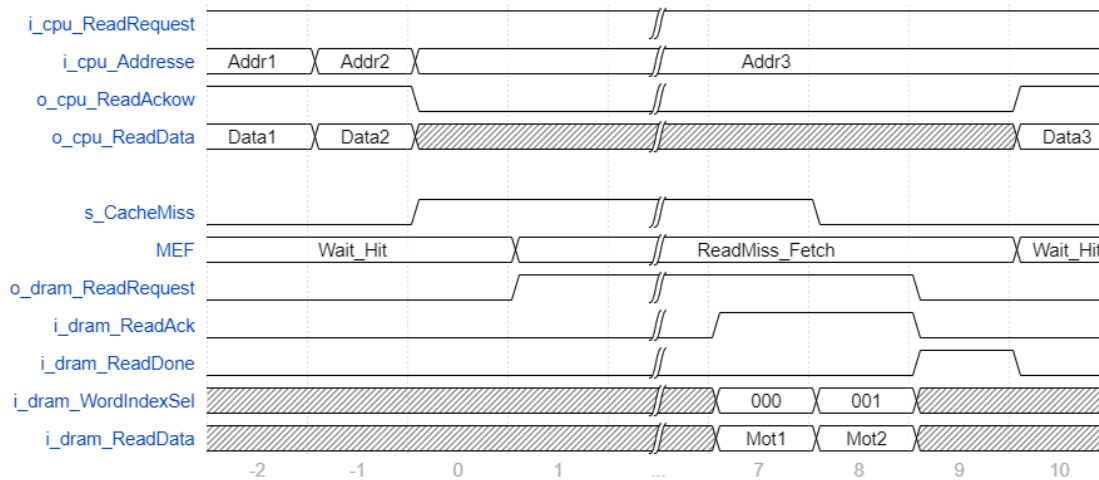 i_cpu_ReadRequest
i_cpu_Addresse Addr1 Addr2 Addr3
o_cpu_ReadAckow
o_cpu_ReadData Data1 Data2 Data3
s_CacheMiss
MEF Wait_Hit ReadMiss_Fetch Wait_Hit
o_dram_ReadRequest
i_dram_ReadAck
i_dram_ReadDone
i_dram_WordIndexSel 000 001
i_dram_ReadData Mot1 Mot2
-2 -1 0 1 ... 7 8 9 10